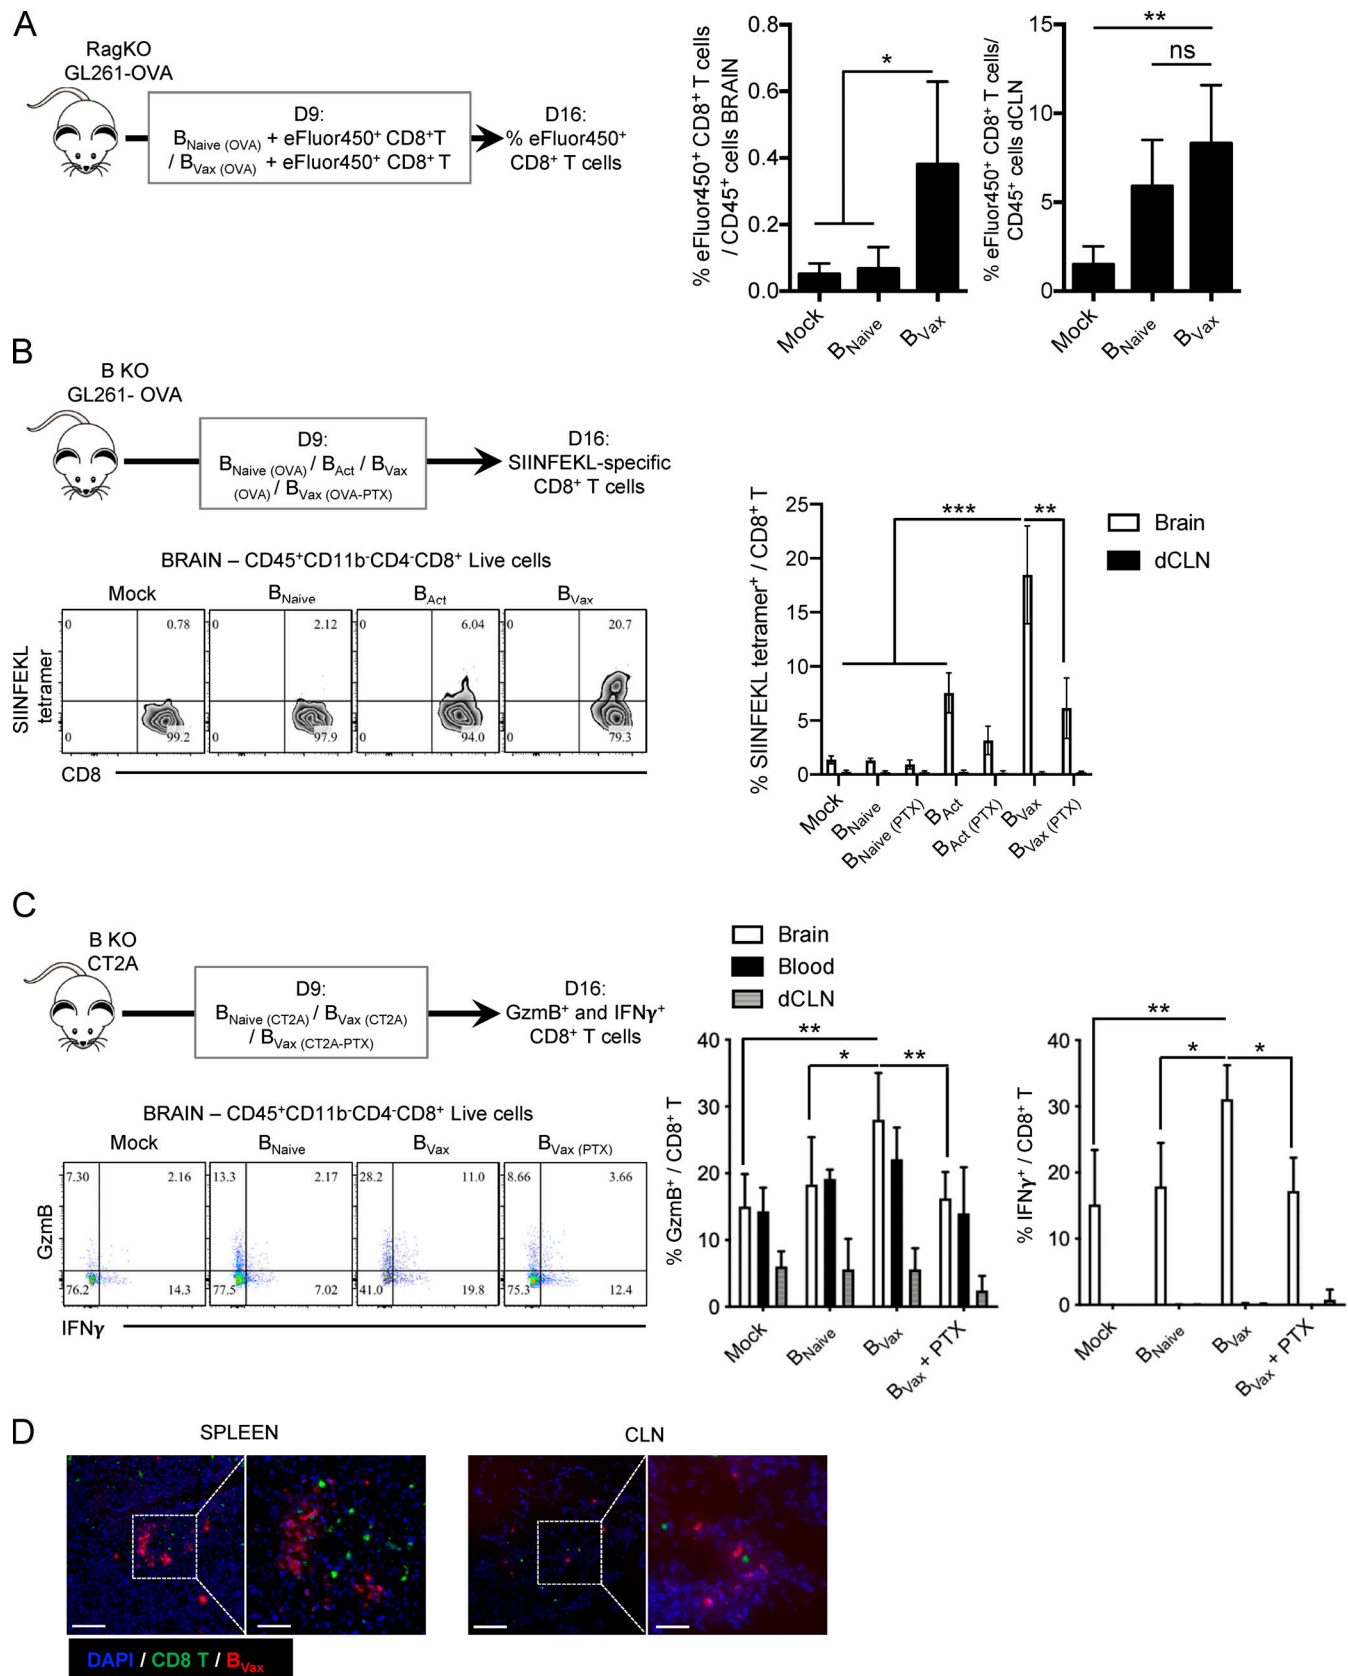 A
RagKO
GL261-OVA
D9:
B Naive (OVA) + eFluor450+ CD8+T
/ B Vax (OVA) + eFluor450+ CD8+ T
D16:
% eFluor450+
CD8+ T cells
% eFluor450+ CD8+ T cells
/ CD45+ cells BRAIN
0.8
0.6
0.4
0.2
0.0
*
Mock
BNaive
BVax
% eFluor450+ CD8+ T cells/
CD45+ cells dCLN
15
10
5
0
**
ns
Mock
BNaive
BVax
B
B KO
GL261- OVA
D9:
BNaive (OVA) / BAct / BVax
(OVA) / BVax (OVA-PTX)
D16:
SIINFEKL-specific
CD8+ T cells
BRAIN – CD45+CD11b-CD4-CD8+ Live cells
Mock
BNaive
BAct
BVax
0 0.78
0 2.12
0 6.04
0 20.7
0 99.2
0 97.9
0 94.0
0 79.3
SIINFEKL
tetramer
CD8
% SIINFEKL tetramer+ / CD8+ T
25
20
15
10
5
0
***
**
Brain
dCLN
Mock
BNaive
BNaive (PTX)
BAct
BAct (PTX)
BVax
BVax (PTX)
C
B KO
CT2A
D9:
BNaive (CT2A) / BVax (CT2A)
/ BVax (CT2A-PTX)
D16:
GzmB+ and IFNγ+
CD8+ T cells
BRAIN – CD45+CD11b-CD4-CD8+ Live cells
Mock
BNaive
BVax
BVax (PTX)
7.30 2.16
13.3 2.17
28.2 11.0
8.66 3.66
76.2 14.3
77.5 7.02
41.0 19.8
75.3 12.4
GzmB
IFNγ
Brain
Blood
dCLN
% GzmB+ / CD8+ T
40
30
20
10
0
**
*
**
Mock
BNaive
BVax
BVax + PTX
% IFNγ+ / CD8+ T
40
30
20
10
0
**
*
*
Mock
BNaive
BVax
BVax + PTX
D
SPLEEN
CLN
DAPI / CD8 T / BVax